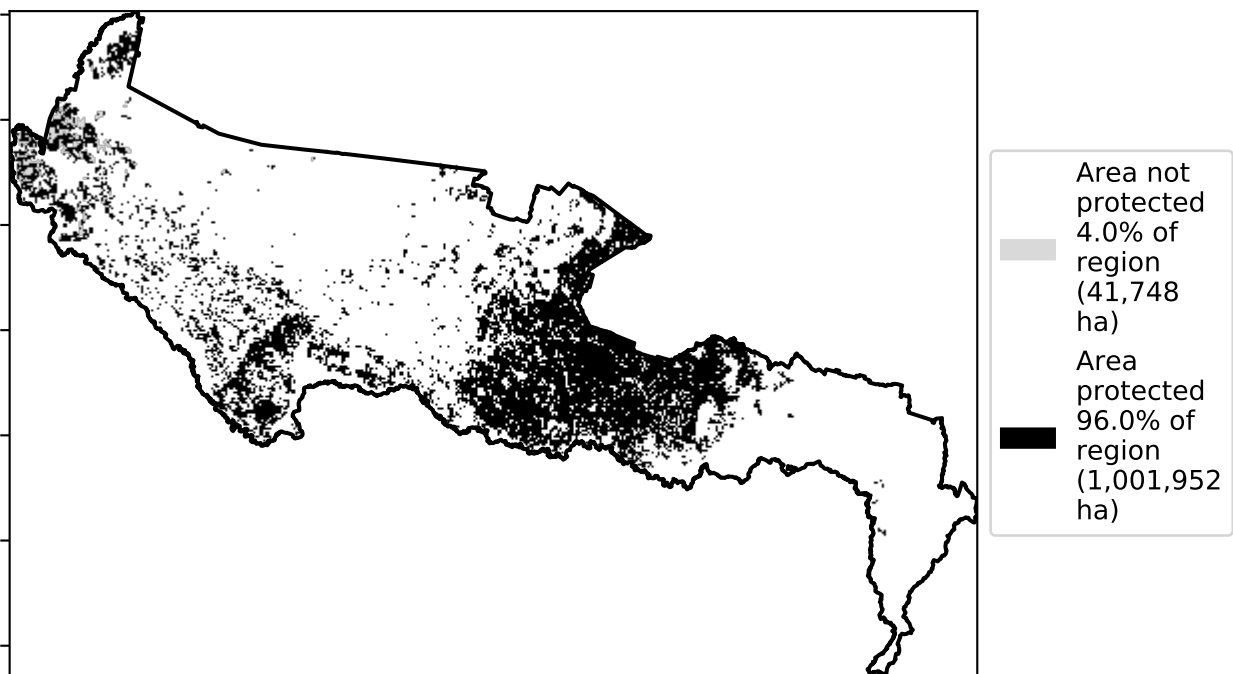 Area not
protected
4.0% of
region
(41,748
ha)
Area
protected
96.0% of
region
(1,001,952
ha)